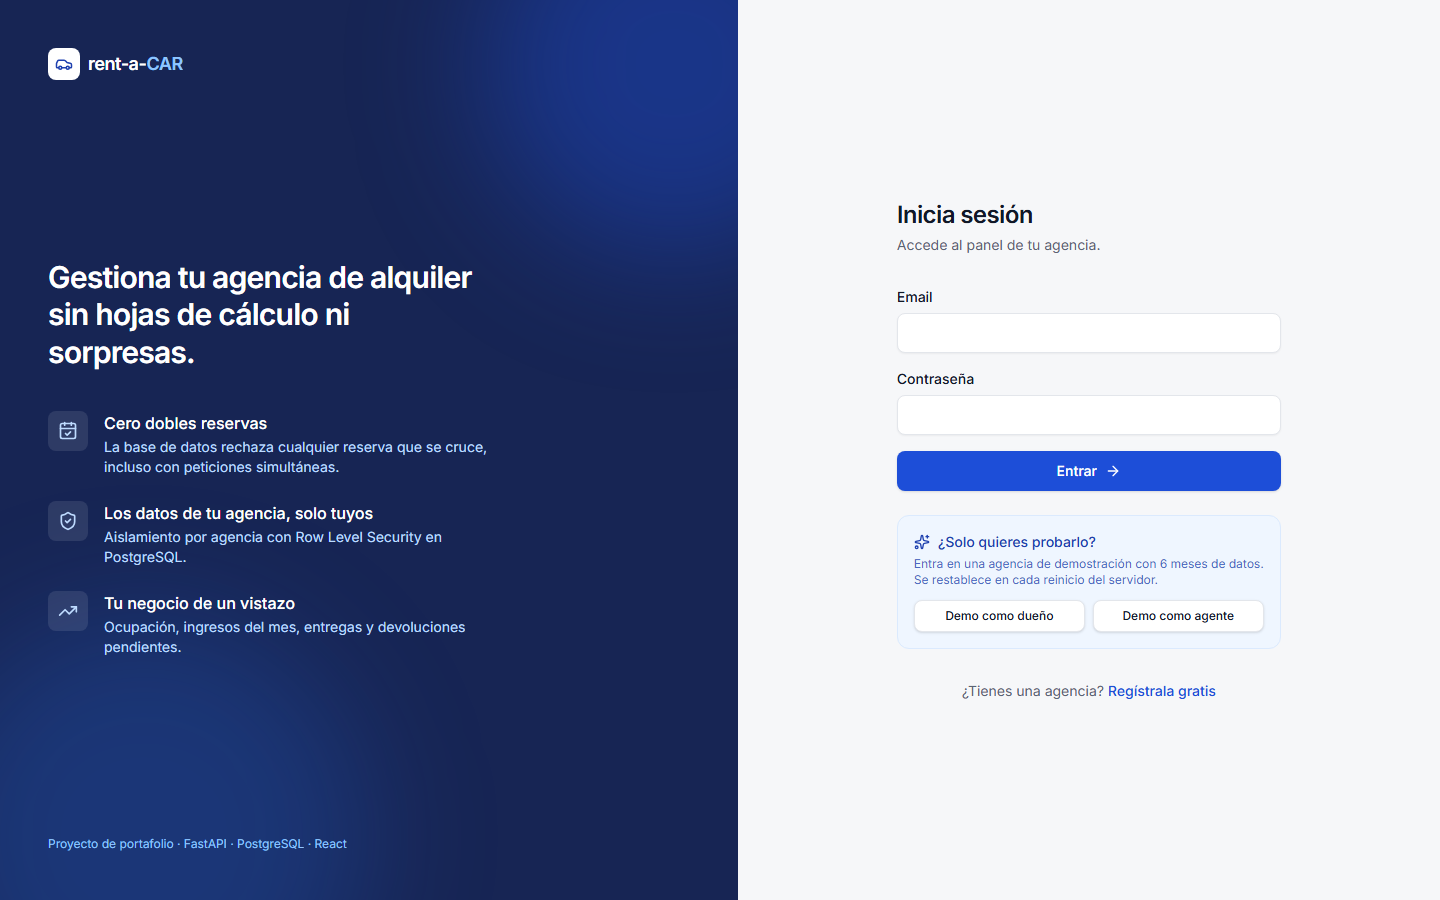 rent-a-CAR
Gestiona tu agencia de alquiler
sin hojas de cálculo ni
sorpresas.
Cero dobles reservas
La base de datos rechaza cualquier reserva que se cruce,
incluso con peticiones simultáneas.
Los datos de tu agencia, solo tuyos
Aislamiento por agencia con Row Level Security en
PostgreSQL.
Tu negocio de un vistazo
Ocupación, ingresos del mes, entregas y devoluciones
pendientes.
Proyecto de portafolio · FastAPI · PostgreSQL · React
Inicia sesión
Accede al panel de tu agencia.
Email
Contraseña
Entrar
¿Solo quieres probarlo?
Entra en una agencia de demostración con 6 meses de datos.
Se restablece en cada reinicio del servidor.
Demo como dueño
Demo como agente
¿Tienes una agencia? Regístrala gratis